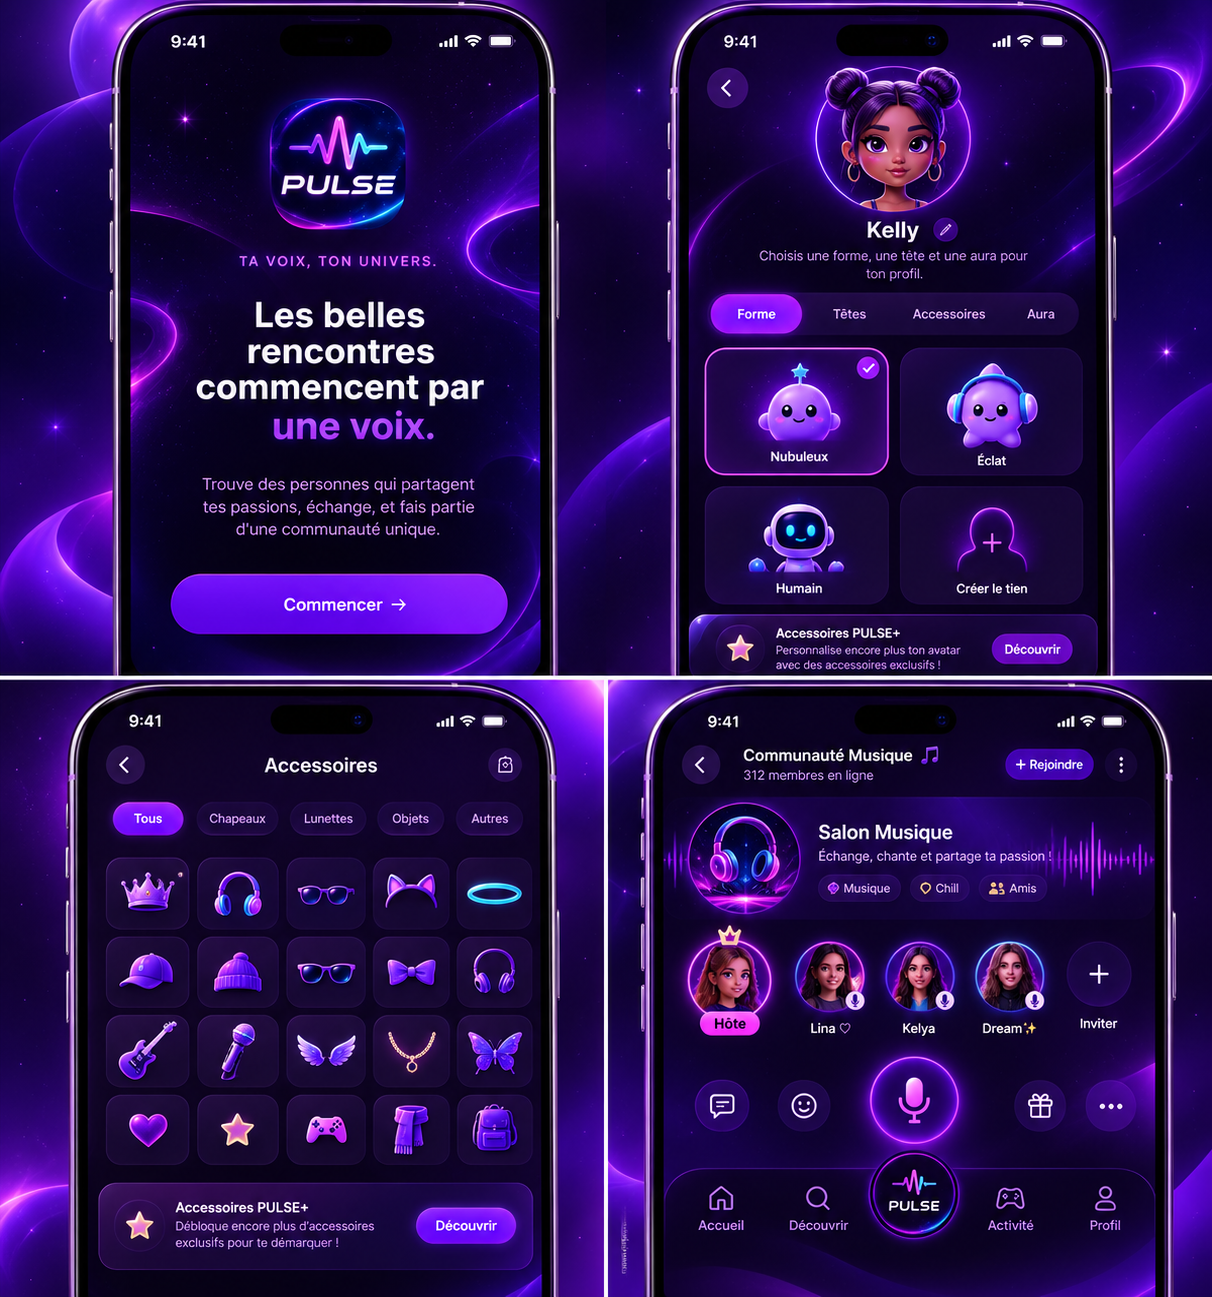 9:41
PULSE
TA VOIX, TON UNIVERS.
Les belles
rencontres
commencent par
une voix.
Trouve des personnes qui partagent
tes passions, échange, et fais partie
d'une communauté unique.
Commencer →
9:41
Kelly
Choisis une forme, une tête et une aura pour
ton profil.
Forme Têtes Accessoires Aura
Nubuleux Éclat
Humain Créer le tien
Accessoires PULSE+
Personnalise encore plus ton avatar
avec des accessoires exclusifs !
Découvrir
9:41
Accessoires
Tous Chapeaux Lunettes Objets Autres
Accessoires PULSE+
Débloque encore plus d'accessoires
exclusifs pour te démarquer !
Découvrir
9:41
Communauté Musique 🎵
312 membres en ligne
+ Rejoindre
Salon Musique
Échange, chante et partage ta passion !
Musique Chill Amis
Hôte Lina ♡ Kelya Dream✨ Inviter
Accueil Découvrir PULSE Activité Profil